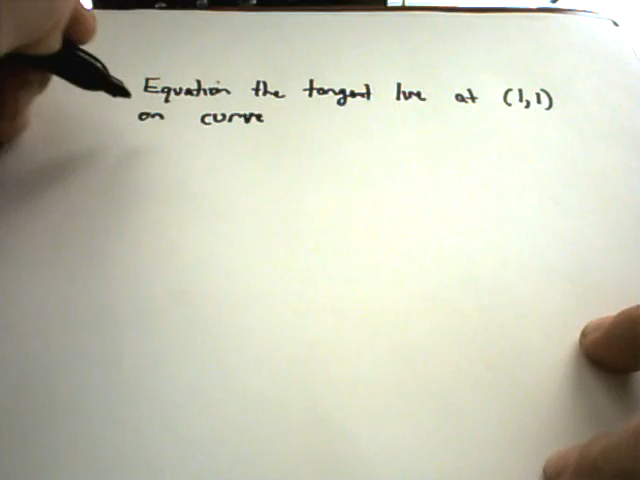 Equation the tangent line at (1,1)
on curve